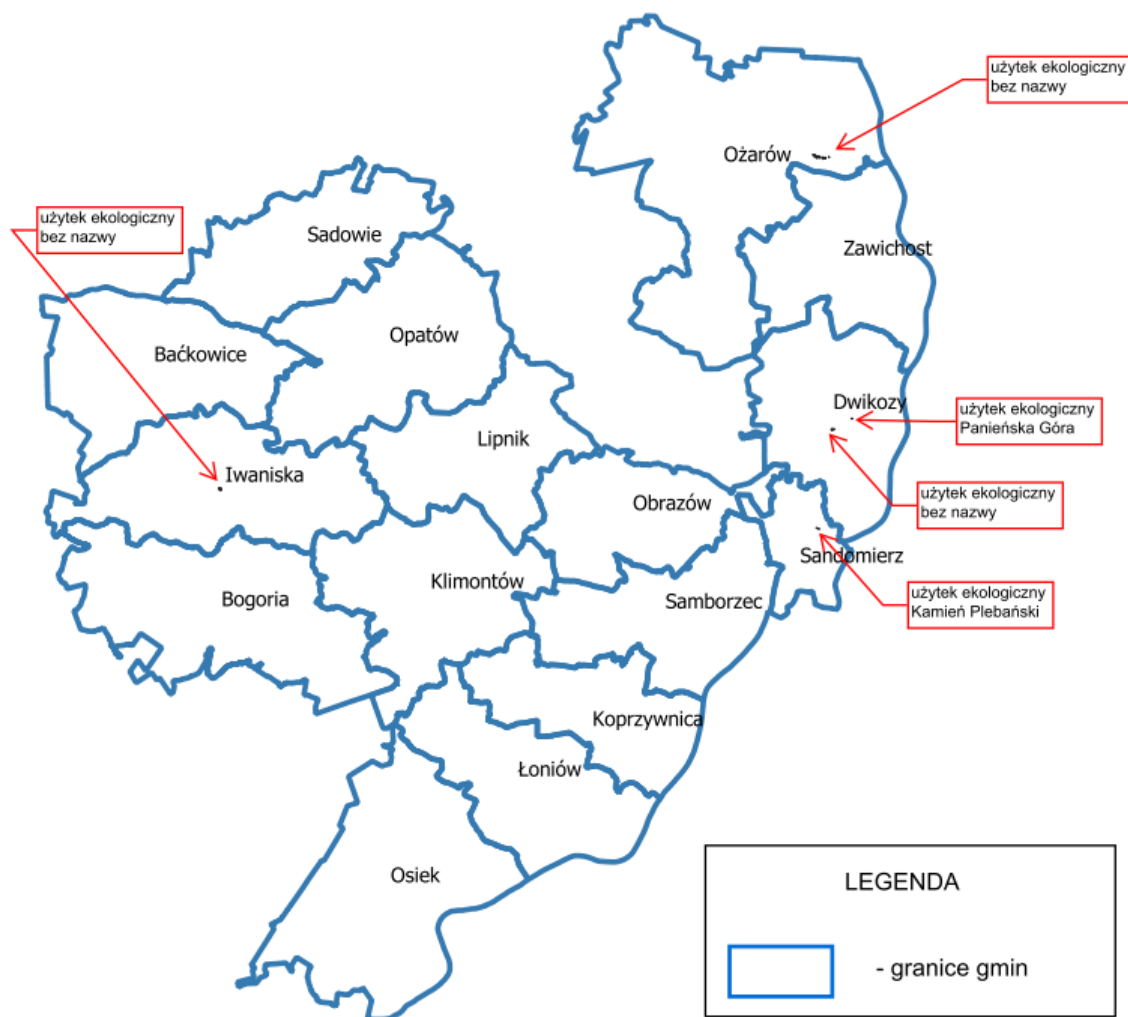 użytek ekologiczny
bez nazwy
Ożarów
użytek ekologiczny
bez nazwy
Sadowie
Zawichost
Opatów
Baćkowice
Dwikozy
użytek ekologiczny
Panieńska Góra
Lipnik
Iwaniska
Obrazów
użytek ekologiczny
bez nazwy
Sandomierz
Klimontów
Bogoria
Samborzec
użytek ekologiczny
Kamień Plebański
Koprzywnica
Łoniów
Osiek
LEGENDA
- granice gmin